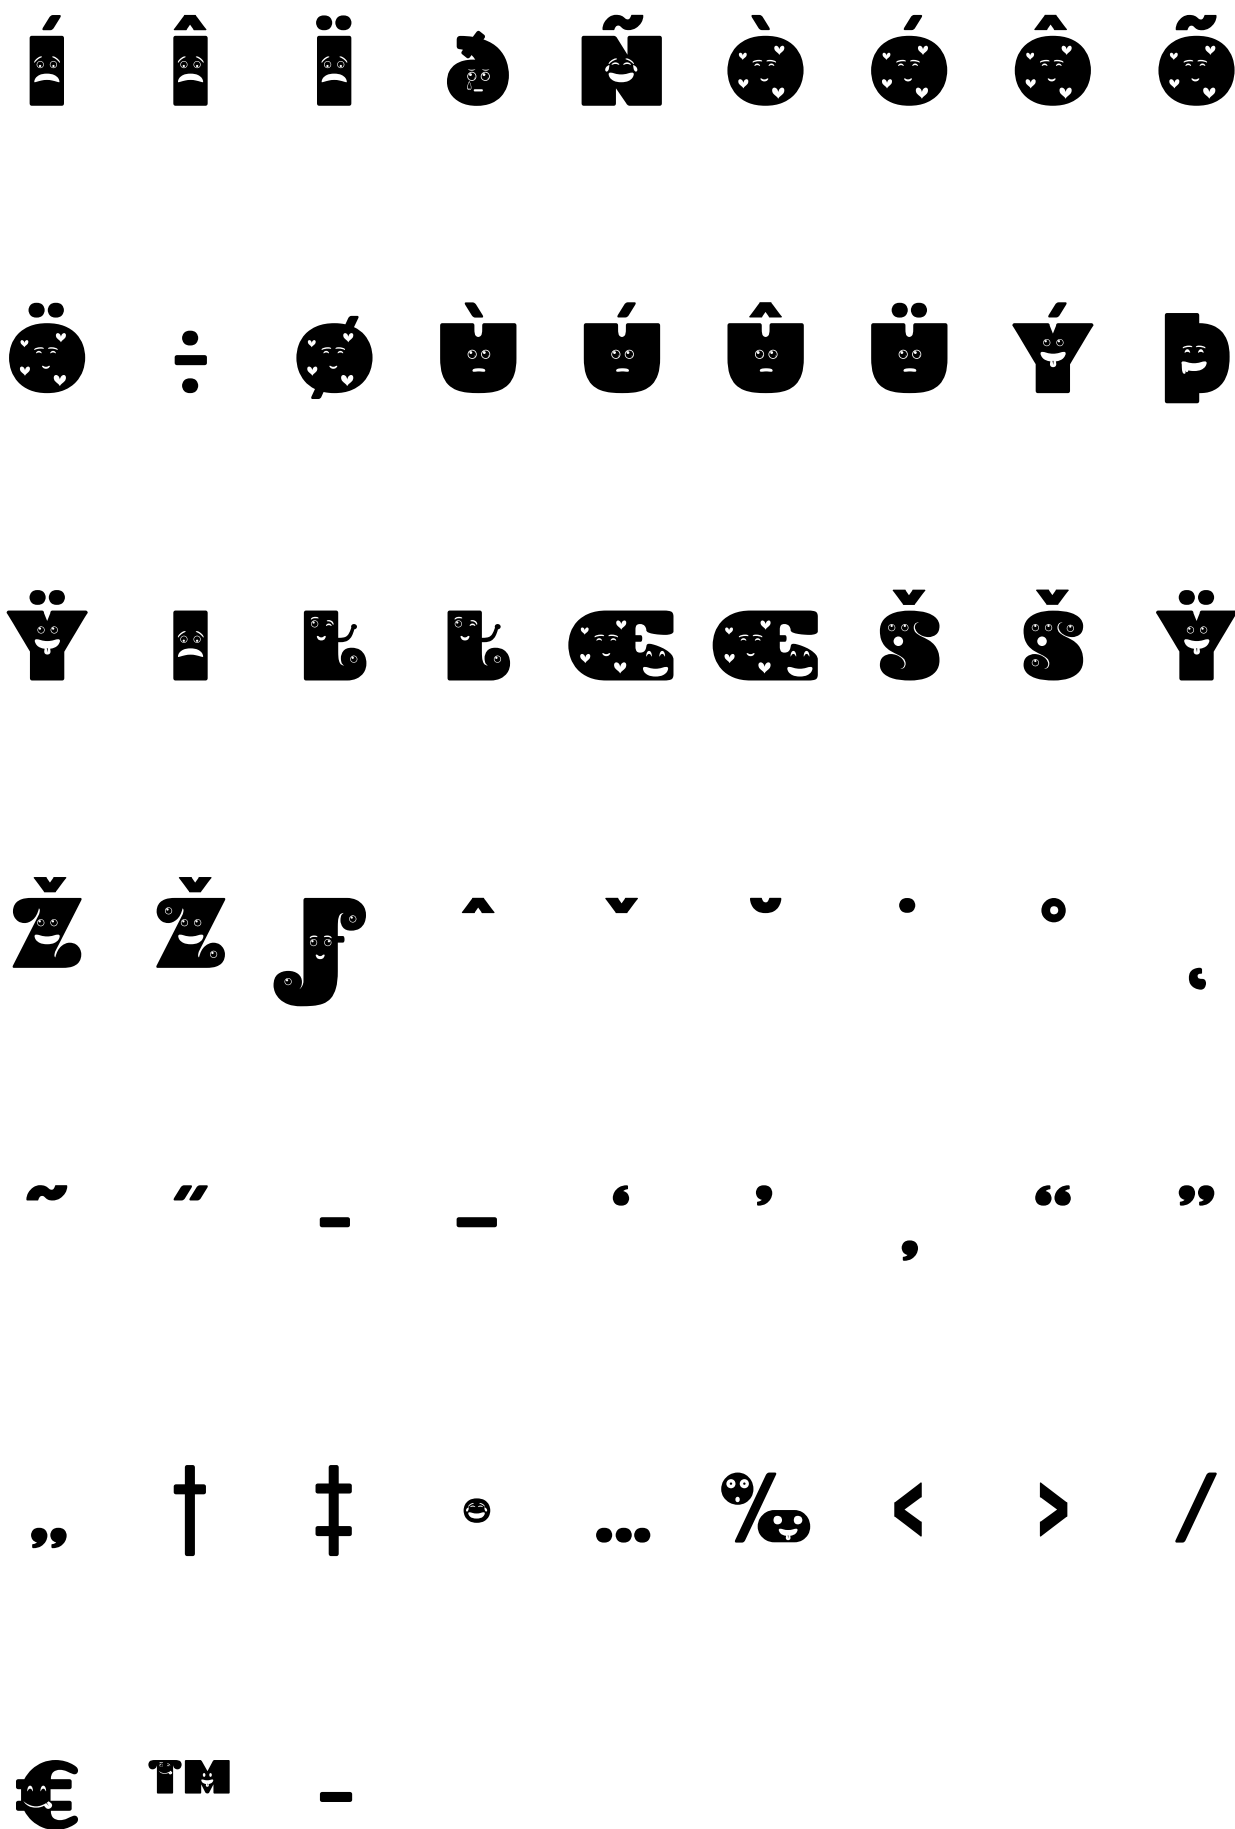 Í Î Ï ð Ñ Ò Ó Ô Õ
Ö ÷ Ø Ù Ú Û Ü Ý Þ
Ÿ I Ł Ł Œ Œ Š Š Ÿ
Ž Ž ƒ ˆ ˇ ˘ ˙ ˚ ˛
˜ ˝ – — ‘ ’ ‚ “ ”
„ † ‡ • … ‰ ‹ › ⁄
€ ™ −